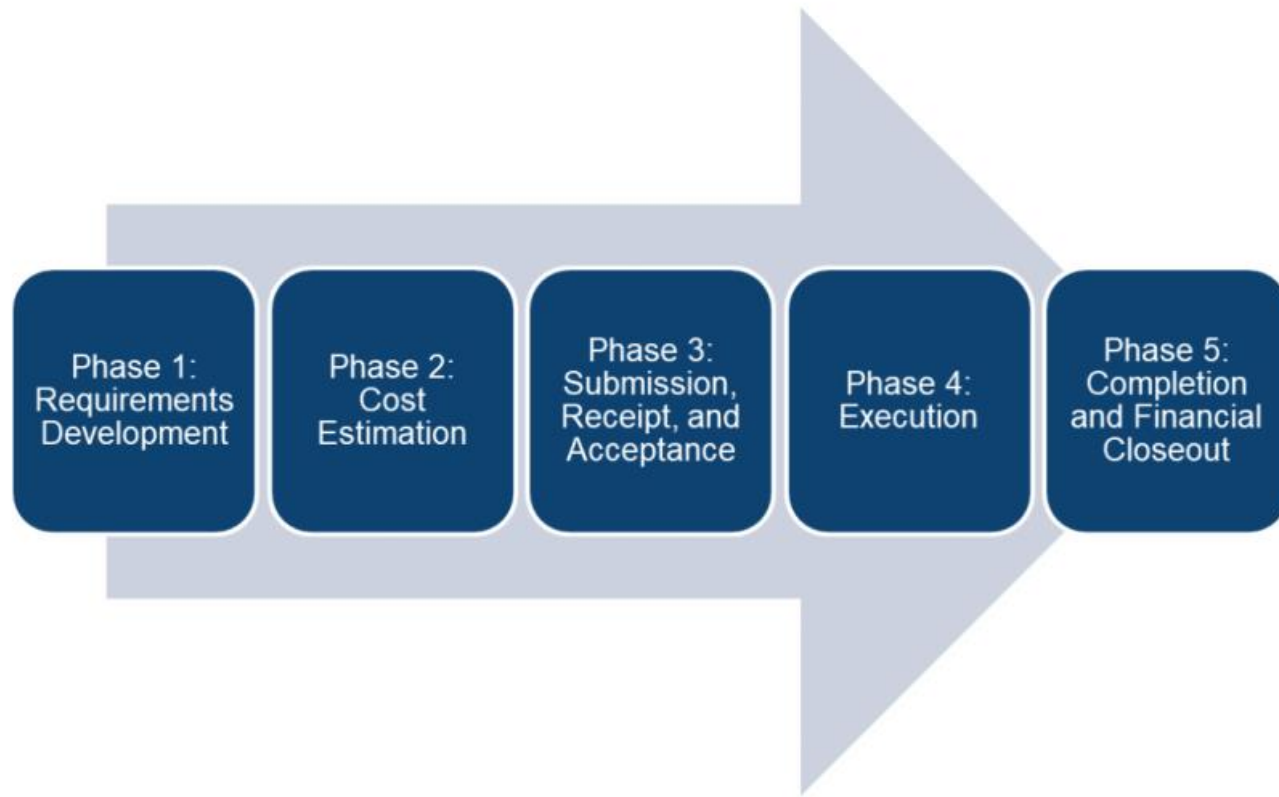 Phase 1:
Requirements
Development
Phase 2:
Cost
Estimation
Phase 3:
Submission,
Receipt, and
Acceptance
Phase 4:
Execution
Phase 5:
Completion
and Financial
Closeout